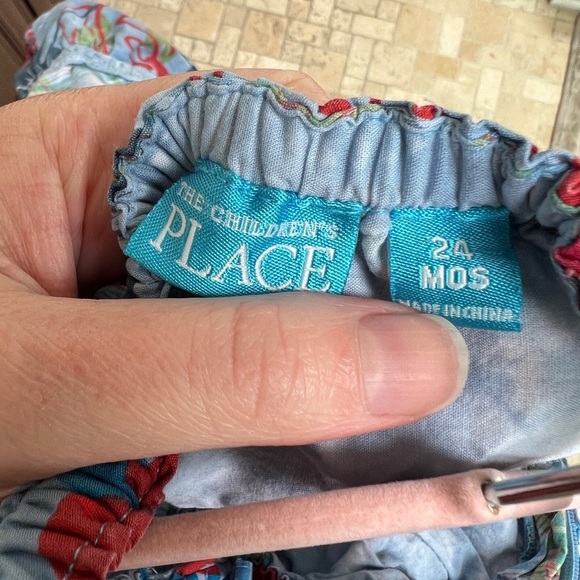 THE CHILDREN'S
PLACE
24
MOS
MADE IN CHINA